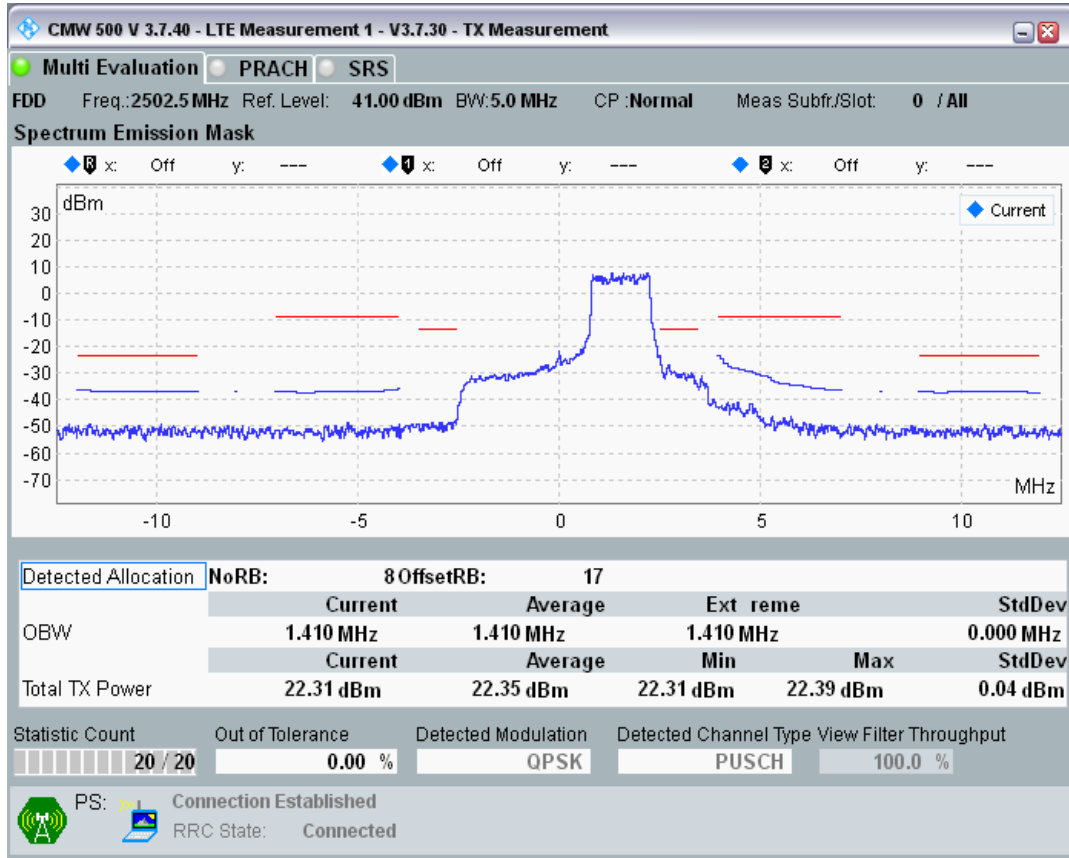 CMW 500 V 3.7.40 - LTE Measurement 1 - V3.7.30 - TX Measurement
Multi Evaluation PRACH SRS
FDD Freq.:2502.5 MHz Ref. Level: 41.00 dBm BW:5.0 MHz CP :Normal Meas Subfr./Slot: 0 / All
Spectrum Emission Mask
R x: Off y: --- 1 x: Off y: --- 2 x: Off y: ---
dBm
Current
30
20
10
0
-10
-20
-30
-40
-50
-60
-70
MHz
-10 -5 0 5 10
Detected Allocation NoRB: 8 OffsetRB: 17
Current Average Ext reme StdDev
OBW 1.410 MHz 1.410 MHz 1.410 MHz 0.000 MHz
Current Average Min Max StdDev
Total TX Power 22.31 dBm 22.35 dBm 22.31 dBm 22.39 dBm 0.04 dBm
Statistic Count Out of Tolerance Detected Modulation Detected Channel Type View Filter Throughput
20 / 20 0.00 % QPSK PUSCH 100.0 %
PS: Connection Established
RRC State: Connected